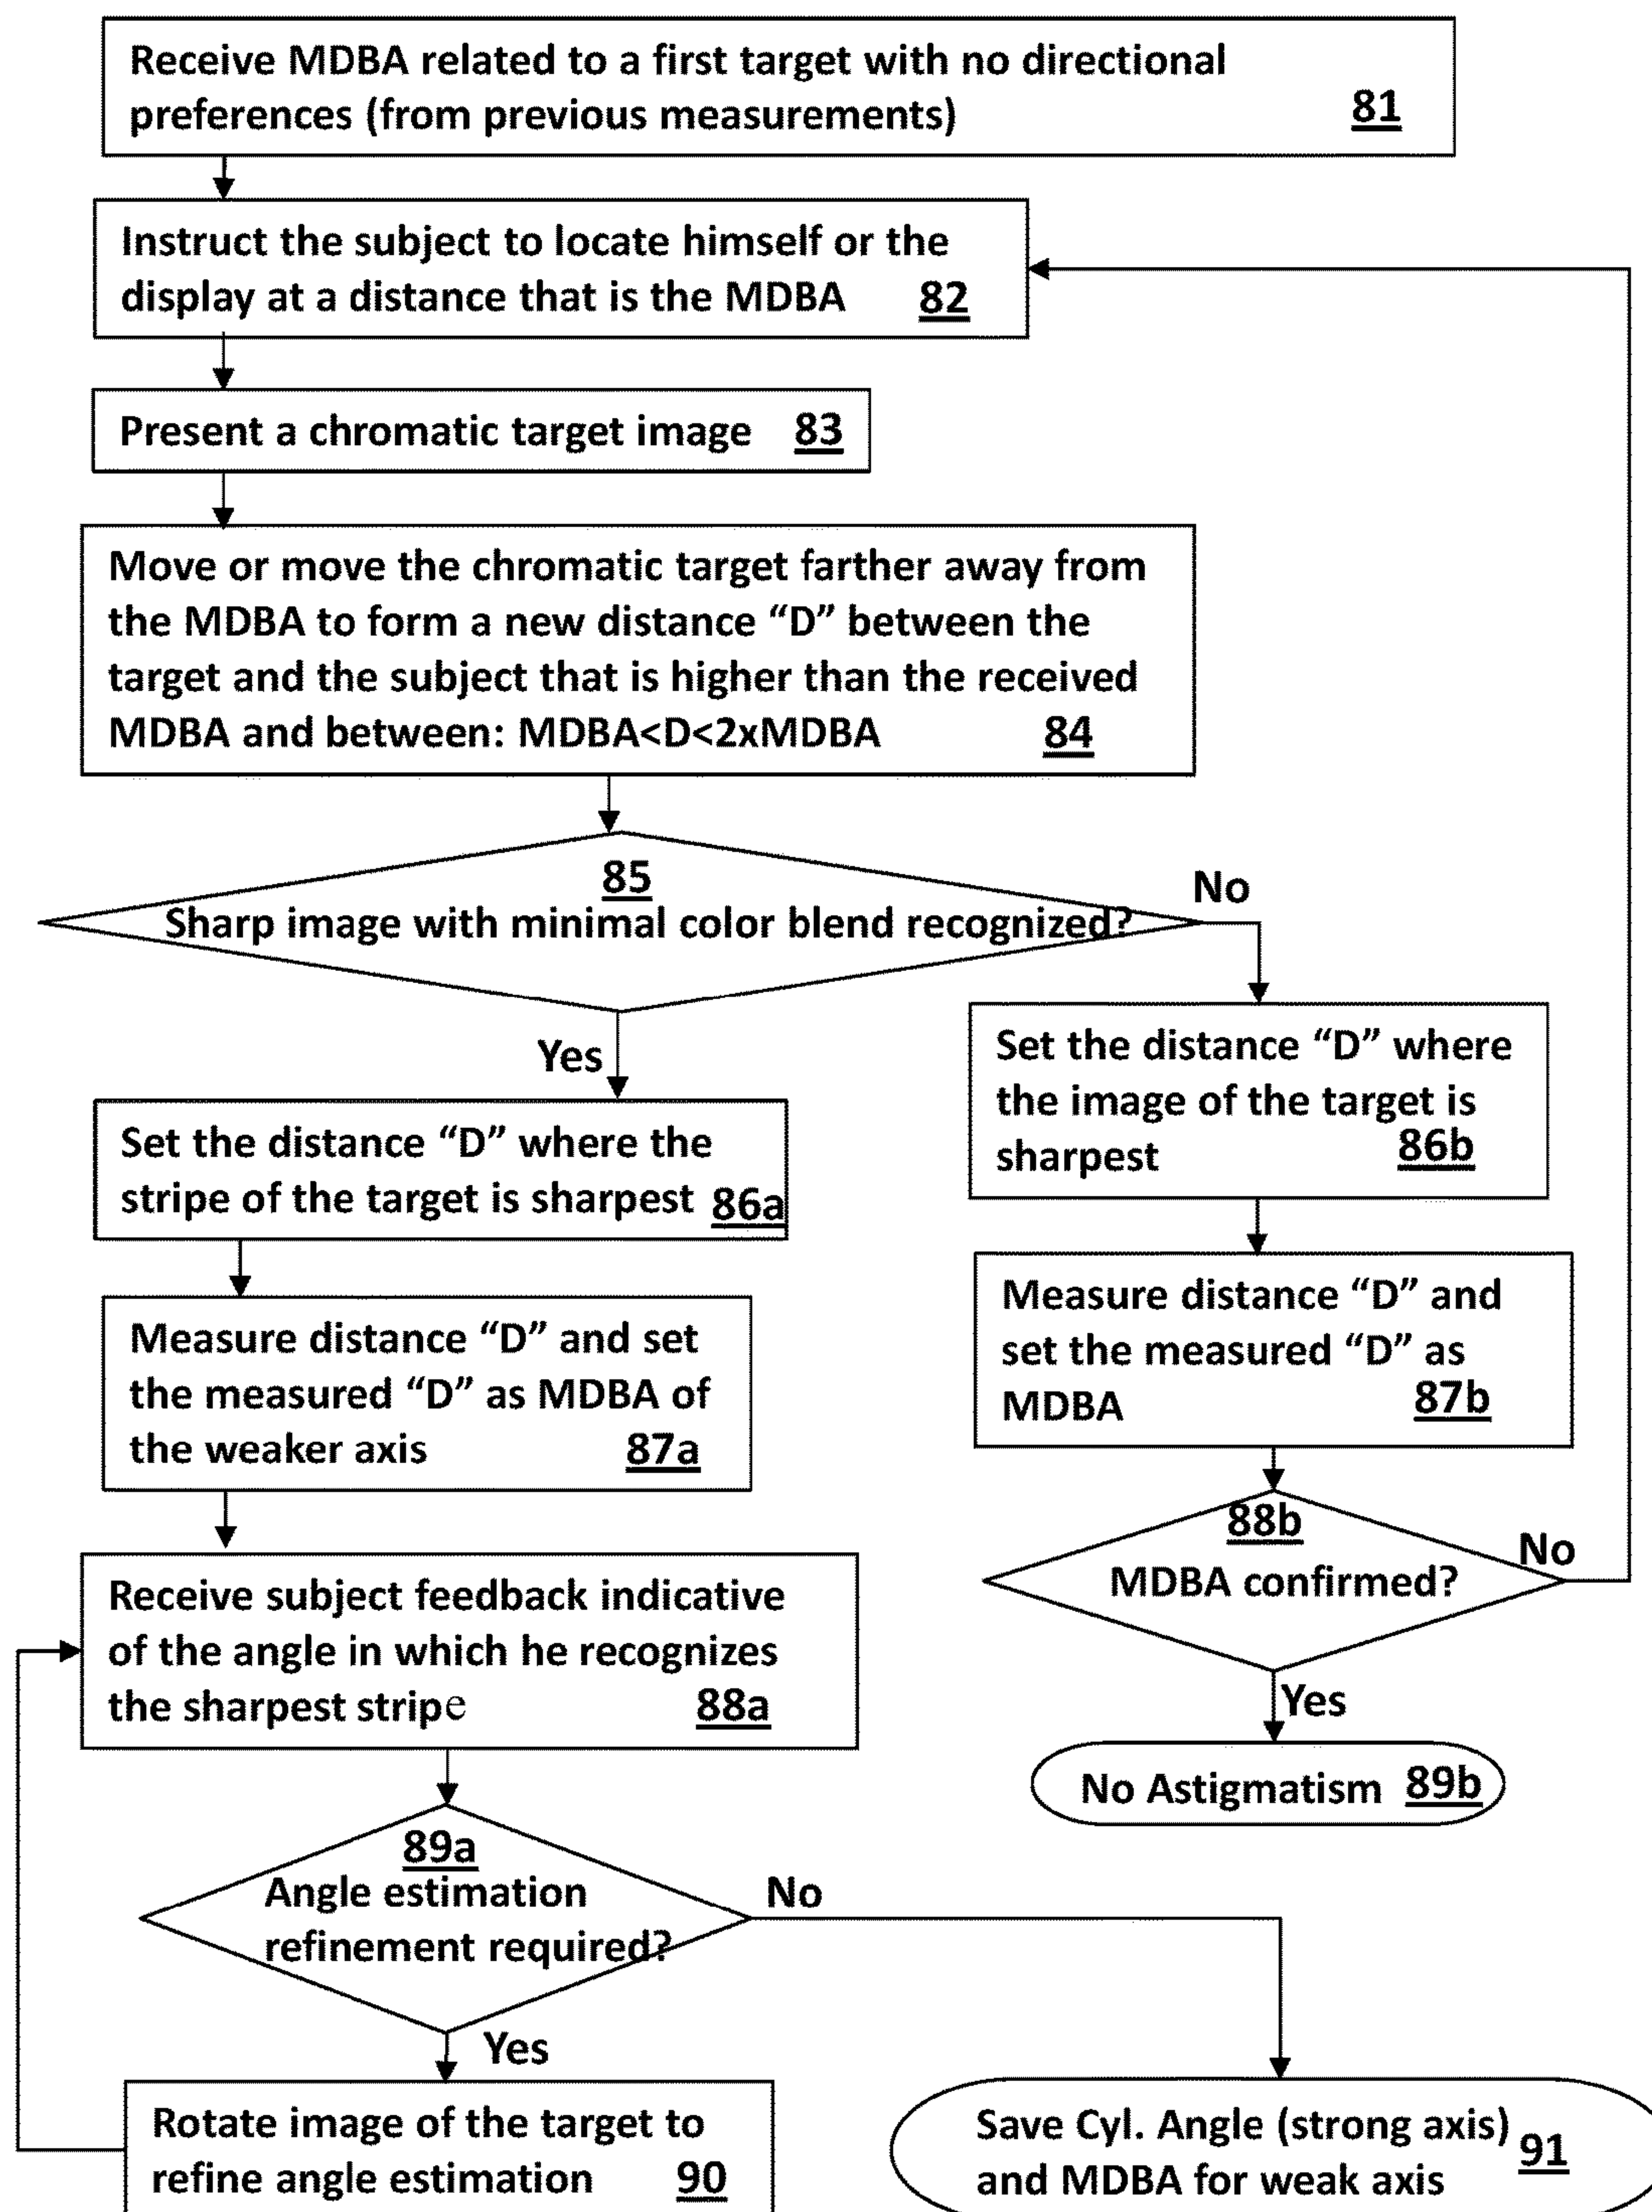 Receive MDBA related to a first target with no directional
preferences (from previous measurements) 81
Instruct the subject to locate himself or the
display at a distance that is the MDBA 82
Present a chromatic target image 83
Move or move the chromatic target farther away from
the MDBA to form a new distance “D” between the
target and the subject that is higher than the received
MDBA and between: MDBA<D<2xMDBA 84
85
Sharp image with minimal color blend recognized?
No
Yes
Set the distance “D” where the
stripe of the target is sharpest 86a
Measure distance “D” and set
the measured “D” as MDBA of
the weaker axis 87a
Receive subject feedback indicative
of the angle in which he recognizes
the sharpest stripe 88a
89a
Angle estimation
refinement required?
No
Yes
Rotate image of the target to
refine angle estimation 90
Set the distance “D” where
the image of the target is
sharpest 86b
Measure distance “D” and
set the measured “D” as
MDBA 87b
88b
MDBA confirmed?
No
Yes
No Astigmatism 89b
Save Cyl. Angle (strong axis)
and MDBA for weak axis 91